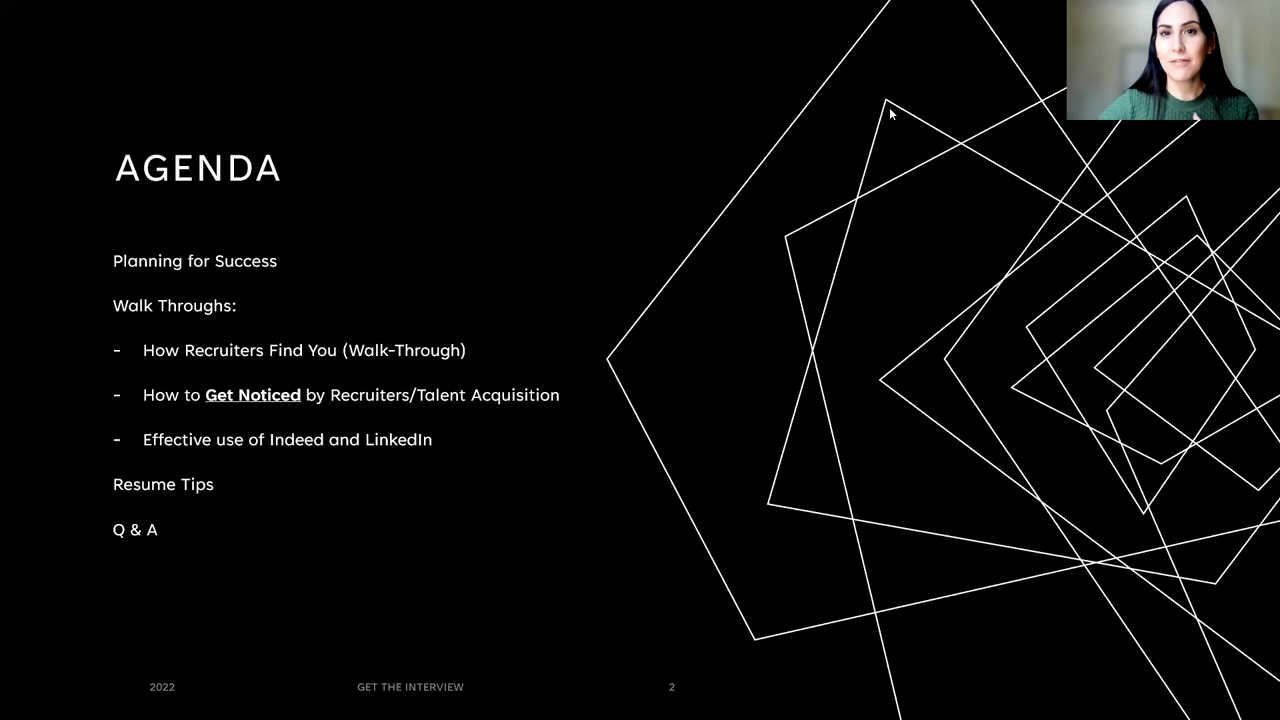 AGENDA
Planning for Success
Walk Throughs:
- How Recruiters Find You (Walk-Through)
- How to Get Noticed by Recruiters/Talent Acquisition
- Effective use of Indeed and LinkedIn
Resume Tips
Q & A
2022 GET THE INTERVIEW 2